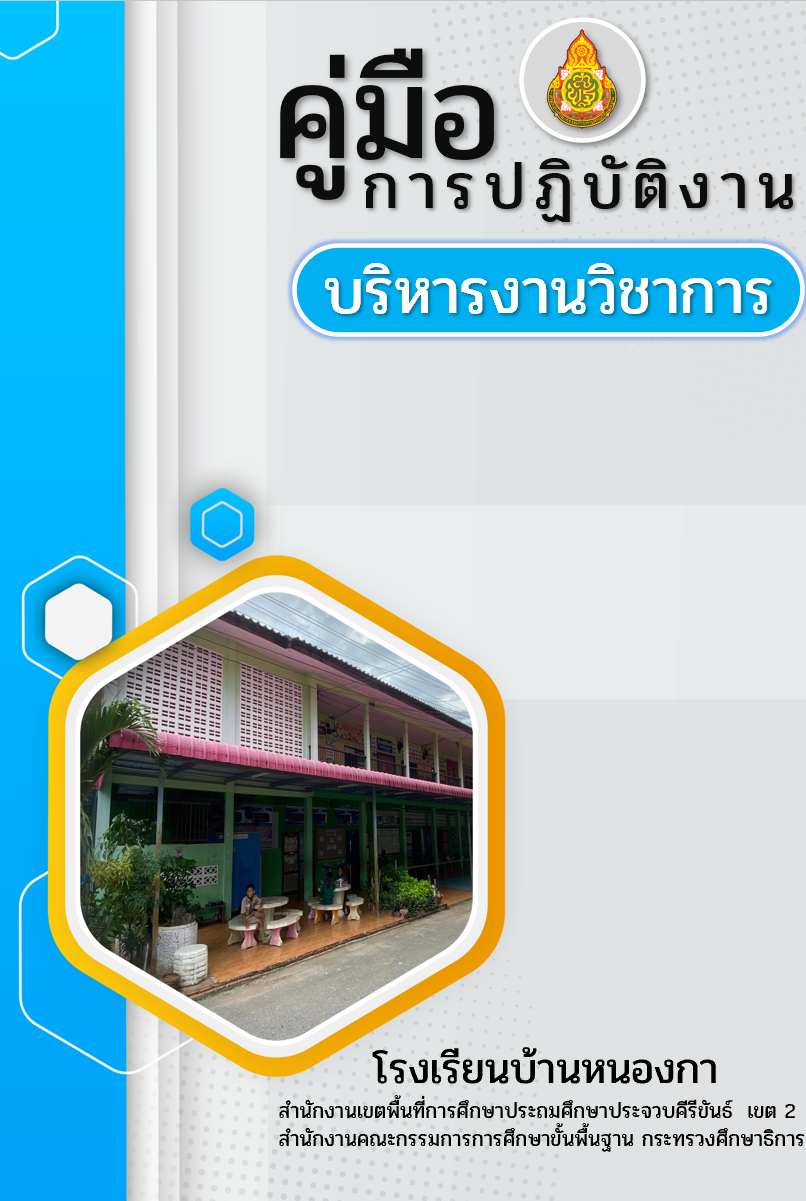 คู่มือ
การปฏิบัติงาน
บริหารงานวิชาการ
โรงเรียนบ้านหนองกา
สำนักงานเขตพื้นที่การศึกษาประถมศึกษาประจวบคีรีขันธ์ เขต 2
สำนักงานคณะกรรมการการศึกษาขั้นพื้นฐาน กระทรวงศึกษาธิการ